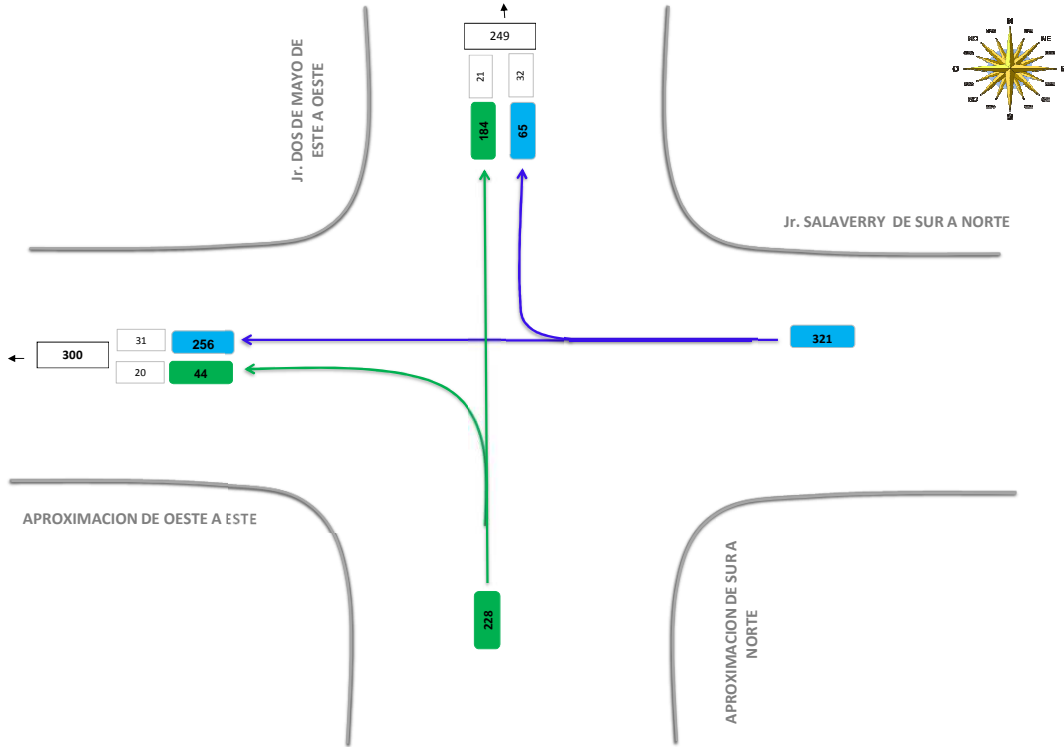 249
21
32
184
65
Jr. DOS DE MAYO DE
ESTE A OESTE
N
NE
Jr. SALAVERRY DE SUR A NORTE
31
256
300
20
44
321
APROXIMACION DE OESTE A ESTE
228
APROXIMACION DE SUR A
NORTE